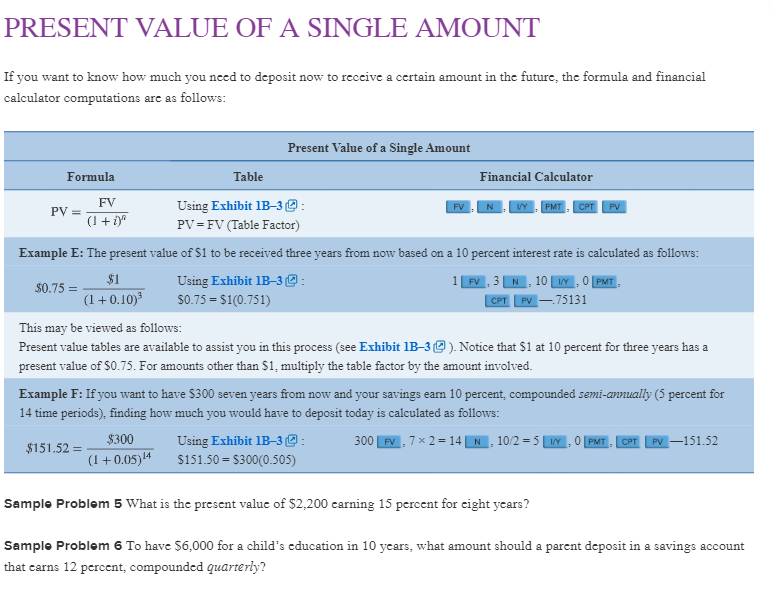 PRESENT VALUE OF A SINGLE AMOUNT
If you want to know how much you need to deposit now to receive a certain amount in the future, the formula and financial
calculator computations are as follows:
Present Value of a Single Amount
Formula Table Financial Calculator
PV = FV / (1 + i)^n
Using Exhibit 1B–3 :
PV = FV (Table Factor)
FV , N , I/Y , PMT , CPT PV
Example E: The present value of $1 to be received three years from now based on a 10 percent interest rate is calculated as follows:
$0.75 = $1 / (1 + 0.10)^3
Using Exhibit 1B–3 :
$0.75 = $1(0.751)
1 FV , 3 N , 10 I/Y , 0 PMT ,
CPT PV —.75131
This may be viewed as follows:
Present value tables are available to assist you in this process (see Exhibit 1B–3 ). Notice that $1 at 10 percent for three years has a
present value of $0.75. For amounts other than $1, multiply the table factor by the amount involved.
Example F: If you want to have $300 seven years from now and your savings earn 10 percent, compounded semi-annually (5 percent for
14 time periods), finding how much you would have to deposit today is calculated as follows:
$151.52 = $300 / (1 + 0.05)^14
Using Exhibit 1B–3 :
$151.50 = $300(0.505)
300 FV , 7 × 2 = 14 N , 10/2 = 5 I/Y , 0 PMT , CPT PV —151.52
Sample Problem 5 What is the present value of $2,200 earning 15 percent for eight years?
Sample Problem 6 To have $6,000 for a child's education in 10 years, what amount should a parent deposit in a savings account
that earns 12 percent, compounded quarterly?